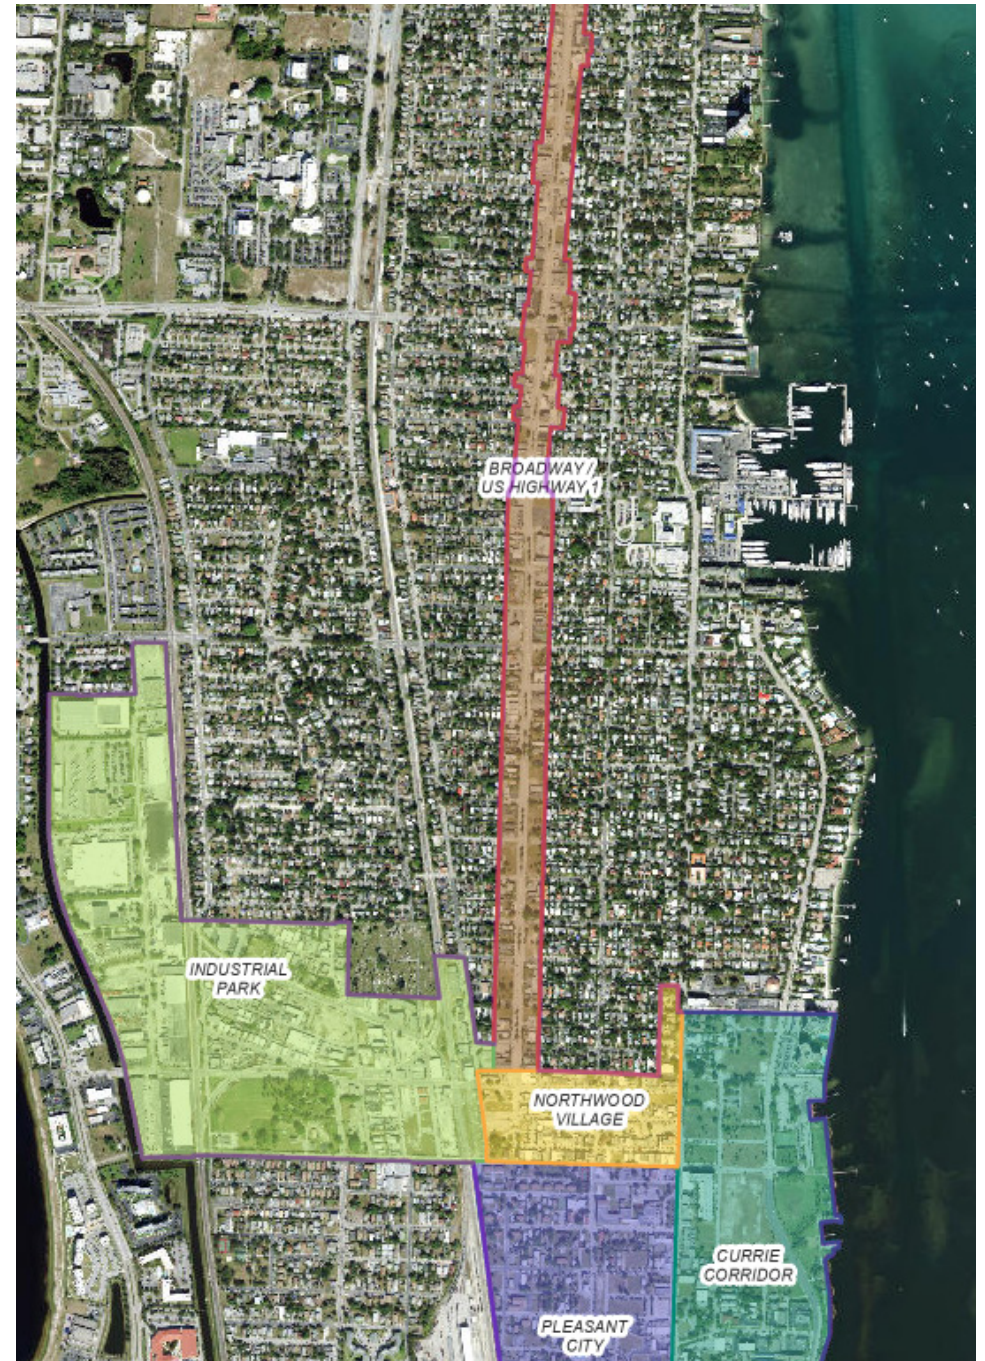 BROADWAY /
US HIGHWAY 1
INDUSTRIAL
PARK
NORTHWOOD
VILLAGE
CURRIE
CORRIDOR
PLEASANT
CITY